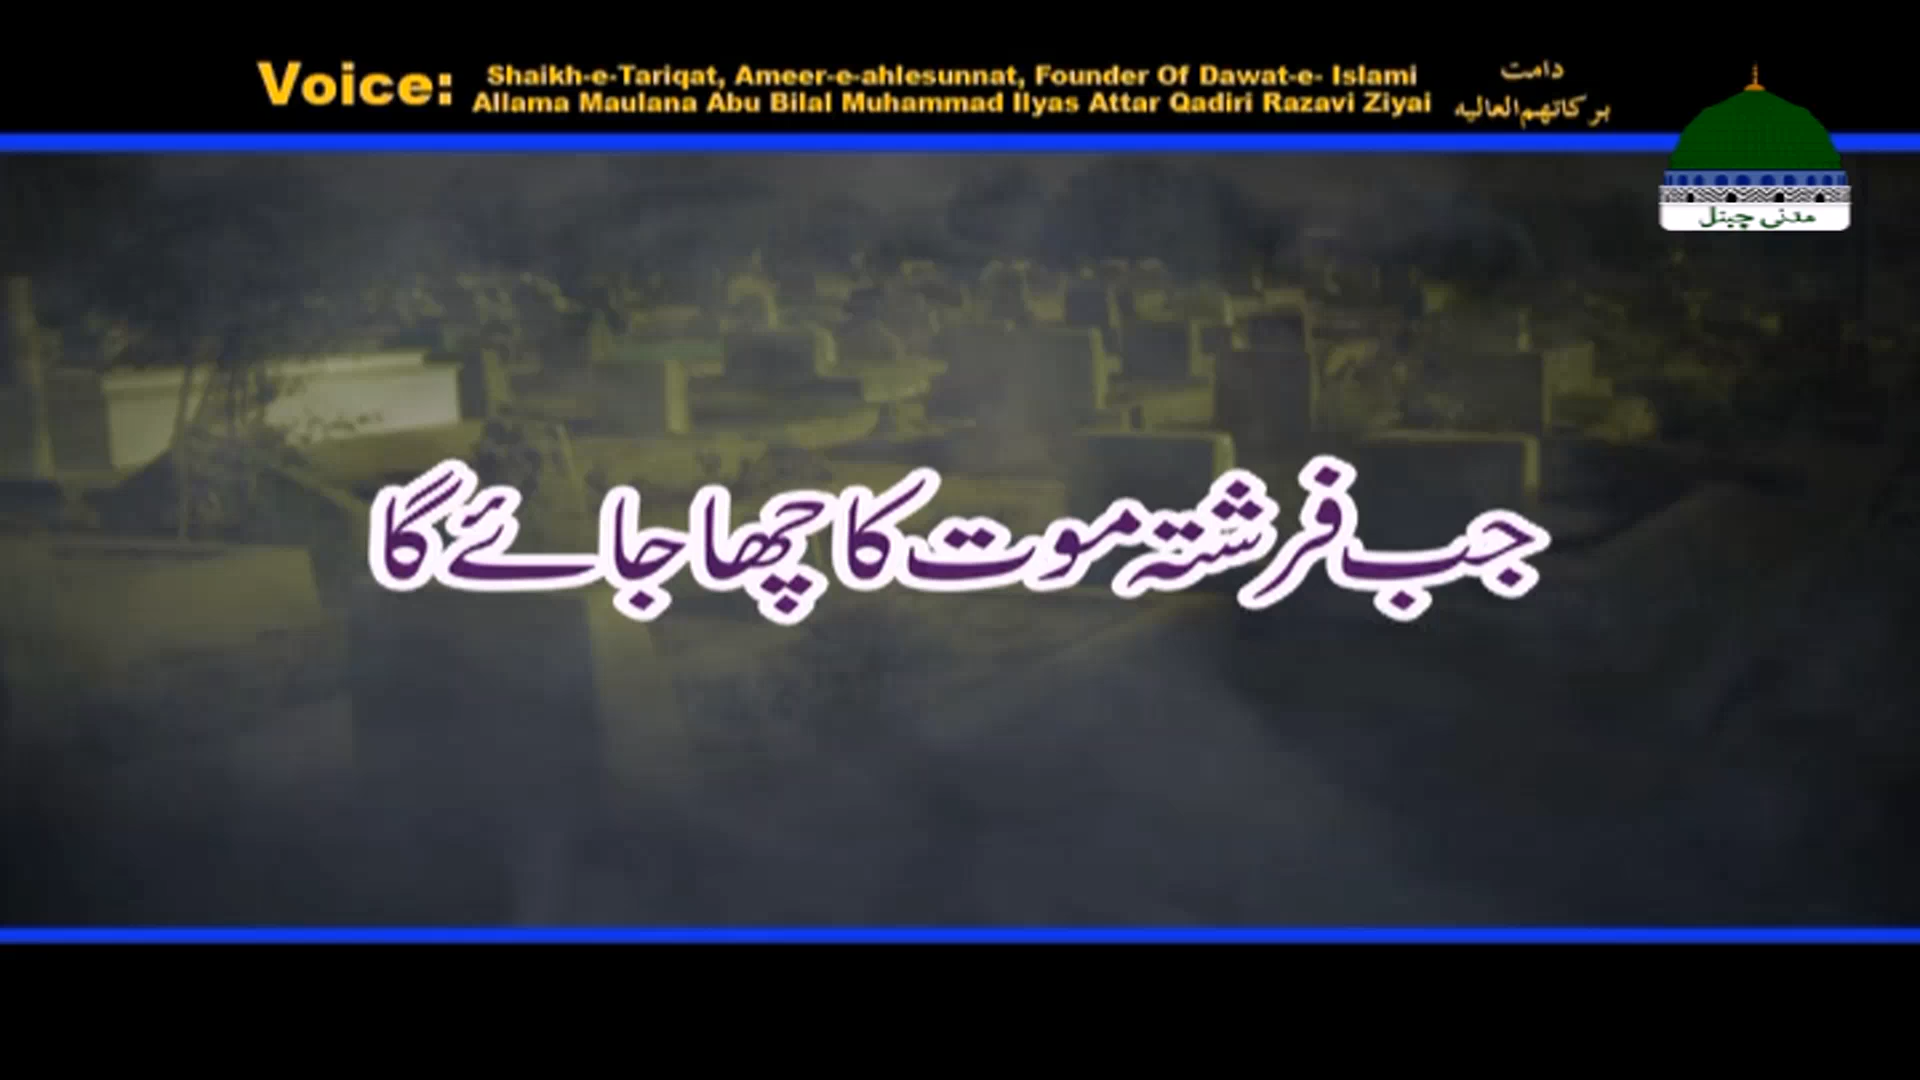 Voice:
Shaikh-e-Tariqat, Ameer-e-ahlesunnat, Founder Of Dawat-e- Islami
Allama Maulana Abu Bilal Muhammad Ilyas Attar Qadiri Razavi Ziyai
دامت
برکاتہم العالیہ
مدنی چینل
جب فرشتہ موت کا چھا جائے گا